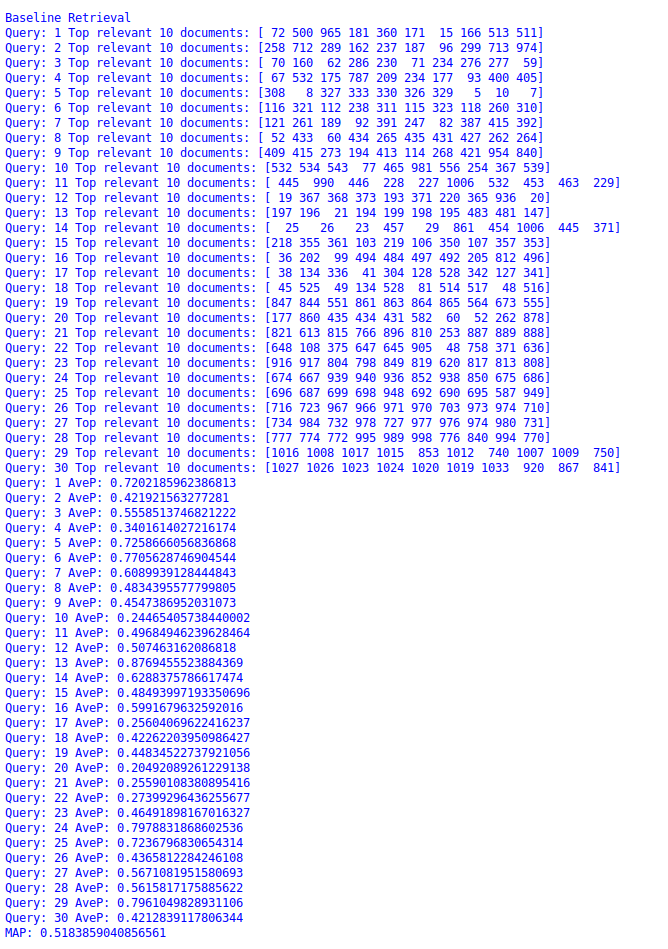 Baseline Retrieval
Query: 1 Top relevant 10 documents: [ 72 500 965 181 360 171  15 166 513 511]
Query: 2 Top relevant 10 documents: [258 712 289 162 237 187  96 299 713 974]
Query: 3 Top relevant 10 documents: [ 70 160  62 286 230  71 234 276 277  59]
Query: 4 Top relevant 10 documents: [ 67 532 175 787 209 234 177  93 400 405]
Query: 5 Top relevant 10 documents: [308   8 327 333 330 326 329   5  10   7]
Query: 6 Top relevant 10 documents: [116 321 112 238 311 115 323 118 260 310]
Query: 7 Top relevant 10 documents: [121 261 189  92 391 247  82 387 415 392]
Query: 8 Top relevant 10 documents: [ 52 433  60 434 265 435 431 427 262 264]
Query: 9 Top relevant 10 documents: [409 415 273 194 413 114 268 421 954 840]
Query: 10 Top relevant 10 documents: [532 534 543  77 465 981 556 254 367 539]
Query: 11 Top relevant 10 documents: [ 445  990  446  228  227 1006  532  453  463  229]
Query: 12 Top relevant 10 documents: [ 19 367 368 373 193 371 220 365 936  20]
Query: 13 Top relevant 10 documents: [197 196  21 194 199 198 195 483 481 147]
Query: 14 Top relevant 10 documents: [  25   26   23  457   29  861  454 1006  445  371]
Query: 15 Top relevant 10 documents: [218 355 361 103 219 106 350 107 357 353]
Query: 16 Top relevant 10 documents: [ 36 202  99 494 484 497 492 205 812 496]
Query: 17 Top relevant 10 documents: [ 38 134 336  41 304 128 528 342 127 341]
Query: 18 Top relevant 10 documents: [ 45 525  49 134 528  81 514 517  48 516]
Query: 19 Top relevant 10 documents: [847 844 551 861 863 864 865 564 673 555]
Query: 20 Top relevant 10 documents: [177 860 435 434 431 582  60  52 262 878]
Query: 21 Top relevant 10 documents: [821 613 815 766 896 810 253 887 889 888]
Query: 22 Top relevant 10 documents: [648 108 375 647 645 905  48 758 371 636]
Query: 23 Top relevant 10 documents: [916 917 804 798 849 819 620 817 813 808]
Query: 24 Top relevant 10 documents: [674 667 939 940 936 852 938 850 675 686]
Query: 25 Top relevant 10 documents: [696 687 699 698 948 692 690 695 587 949]
Query: 26 Top relevant 10 documents: [716 723 967 966 971 970 703 973 974 710]
Query: 27 Top relevant 10 documents: [734 984 732 978 727 977 976 974 980 731]
Query: 28 Top relevant 10 documents: [777 774 772 995 989 998 776 840 994 770]
Query: 29 Top relevant 10 documents: [1016 1008 1017 1015  853 1012  740 1007 1009  750]
Query: 30 Top relevant 10 documents: [1027 1026 1023 1024 1020 1019 1033  920  867  841]
Query: 1 AveP: 0.7202185962386813
Query: 2 AveP: 0.421921563277281
Query: 3 AveP: 0.5558513746821222
Query: 4 AveP: 0.3401614027216174
Query: 5 AveP: 0.7258666056836868
Query: 6 AveP: 0.7705628746904544
Query: 7 AveP: 0.6089939128444843
Query: 8 AveP: 0.4834395577799805
Query: 9 AveP: 0.4547386952031073
Query: 10 AveP: 0.24465405738440002
Query: 11 AveP: 0.49684946239628464
Query: 12 AveP: 0.507463162086818
Query: 13 AveP: 0.8769455523884369
Query: 14 AveP: 0.6288375786617474
Query: 15 AveP: 0.48493997193350696
Query: 16 AveP: 0.5991679632592016
Query: 17 AveP: 0.25604069622416237
Query: 18 AveP: 0.42262203950986427
Query: 19 AveP: 0.44834522737921056
Query: 20 AveP: 0.20492089261229138
Query: 21 AveP: 0.25590108380895416
Query: 22 AveP: 0.27399296436255677
Query: 23 AveP: 0.46491898167016327
Query: 24 AveP: 0.7978831868602536
Query: 25 AveP: 0.7236796830654314
Query: 26 AveP: 0.4365812284246108
Query: 27 AveP: 0.5671081951580693
Query: 28 AveP: 0.5615817175885622
Query: 29 AveP: 0.7961049828931106
Query: 30 AveP: 0.4212839117806344
MAP: 0.5183859040856561